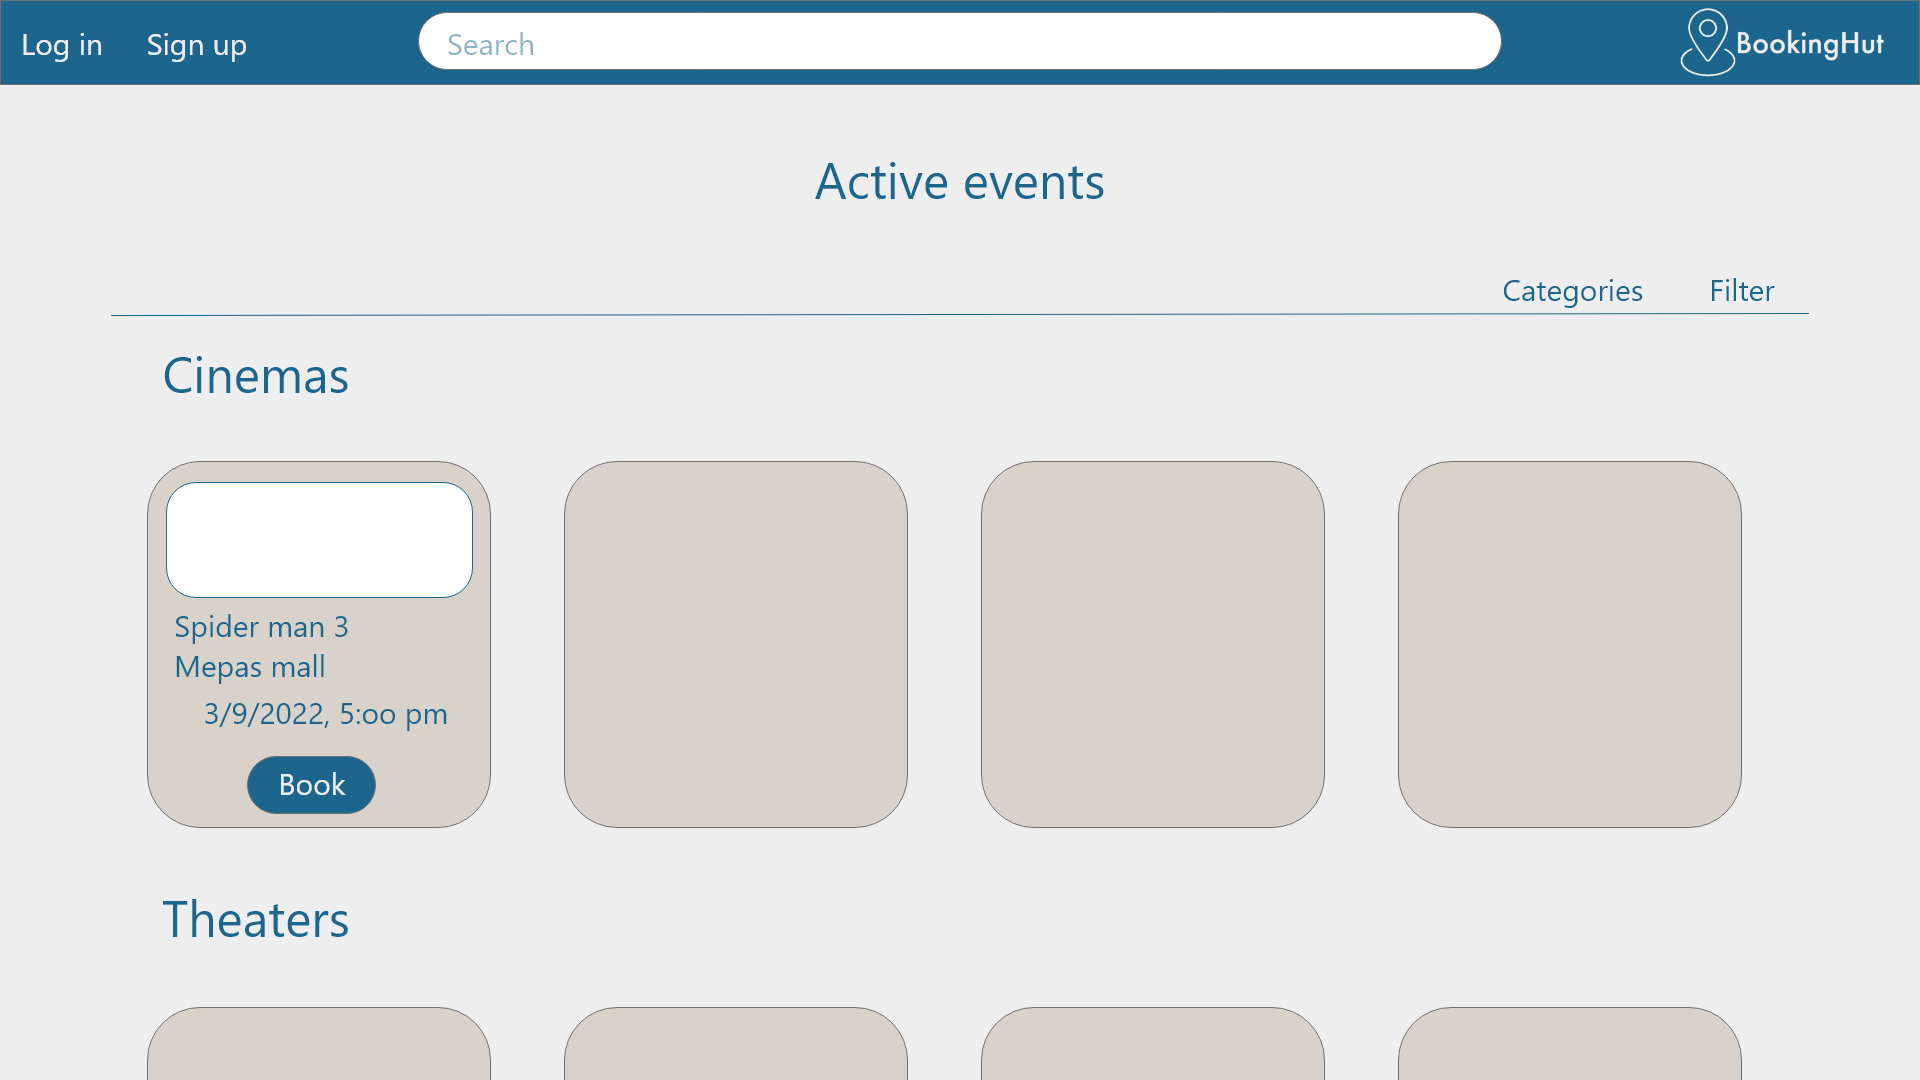 Log in
Sign up
Search
BookingHut
Active events
Categories
Filter
Cinemas
Spider man 3
Mepas mall
3/9/2022, 5:oo pm
Book
Theaters